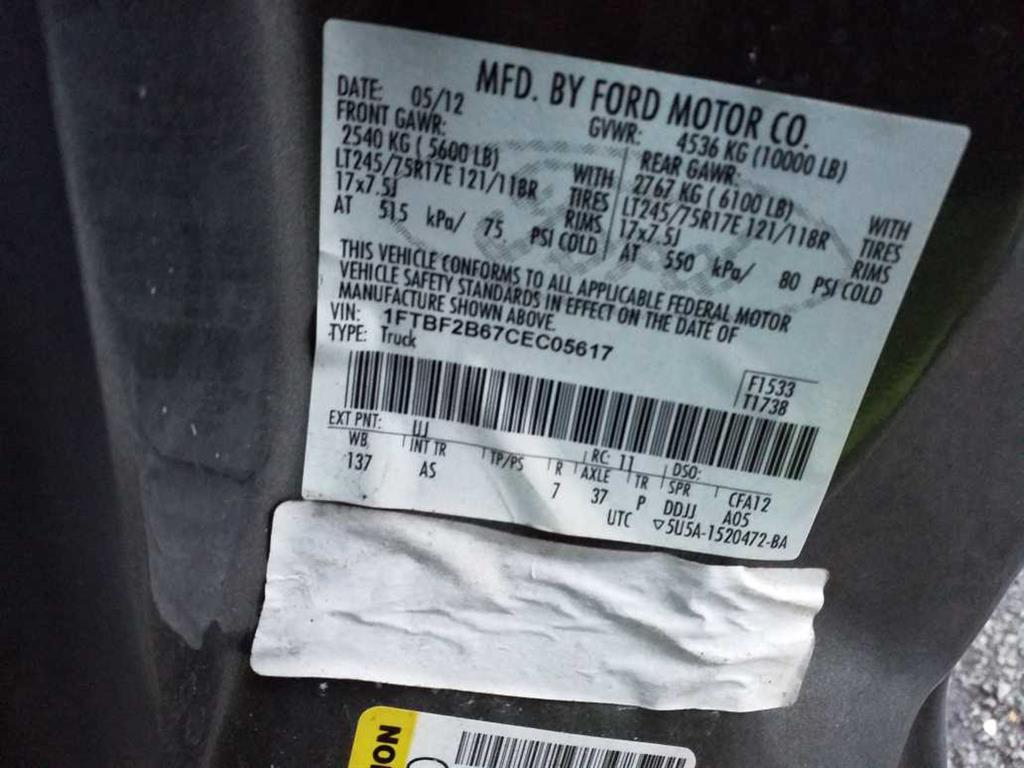 MFD. BY FORD MOTOR CO.
DATE: 05/12 GVWR: 4536 KG (10000 LB)
FRONT GAWR: REAR GAWR:
2540 KG ( 5600 LB) WITH 2767 KG ( 6100 LB) WITH
LT245/75R17E 121/118R TIRES LT245/75R17E 121/118R TIRES
17x7.5J RIMS 17x7.5J RIMS
AT 515 kPa/ 75 PSI COLD AT 550 kPa/ 80 PSI COLD
THIS VEHICLE CONFORMS TO ALL APPLICABLE FEDERAL MOTOR
VEHICLE SAFETY STANDARDS IN EFFECT ON THE DATE OF
MANUFACTURE SHOWN ABOVE.
VIN: 1FTBF2B67CEC05617
TYPE: Truck
F1533
T1738
EXT PNT: UJ RC: 11 DSO:
WB INT TR TP/PS R AXLE TR SPR CFA12
137 AS 7 37 P DDJJ A05
UTC ▽5U5A-1520472-BA